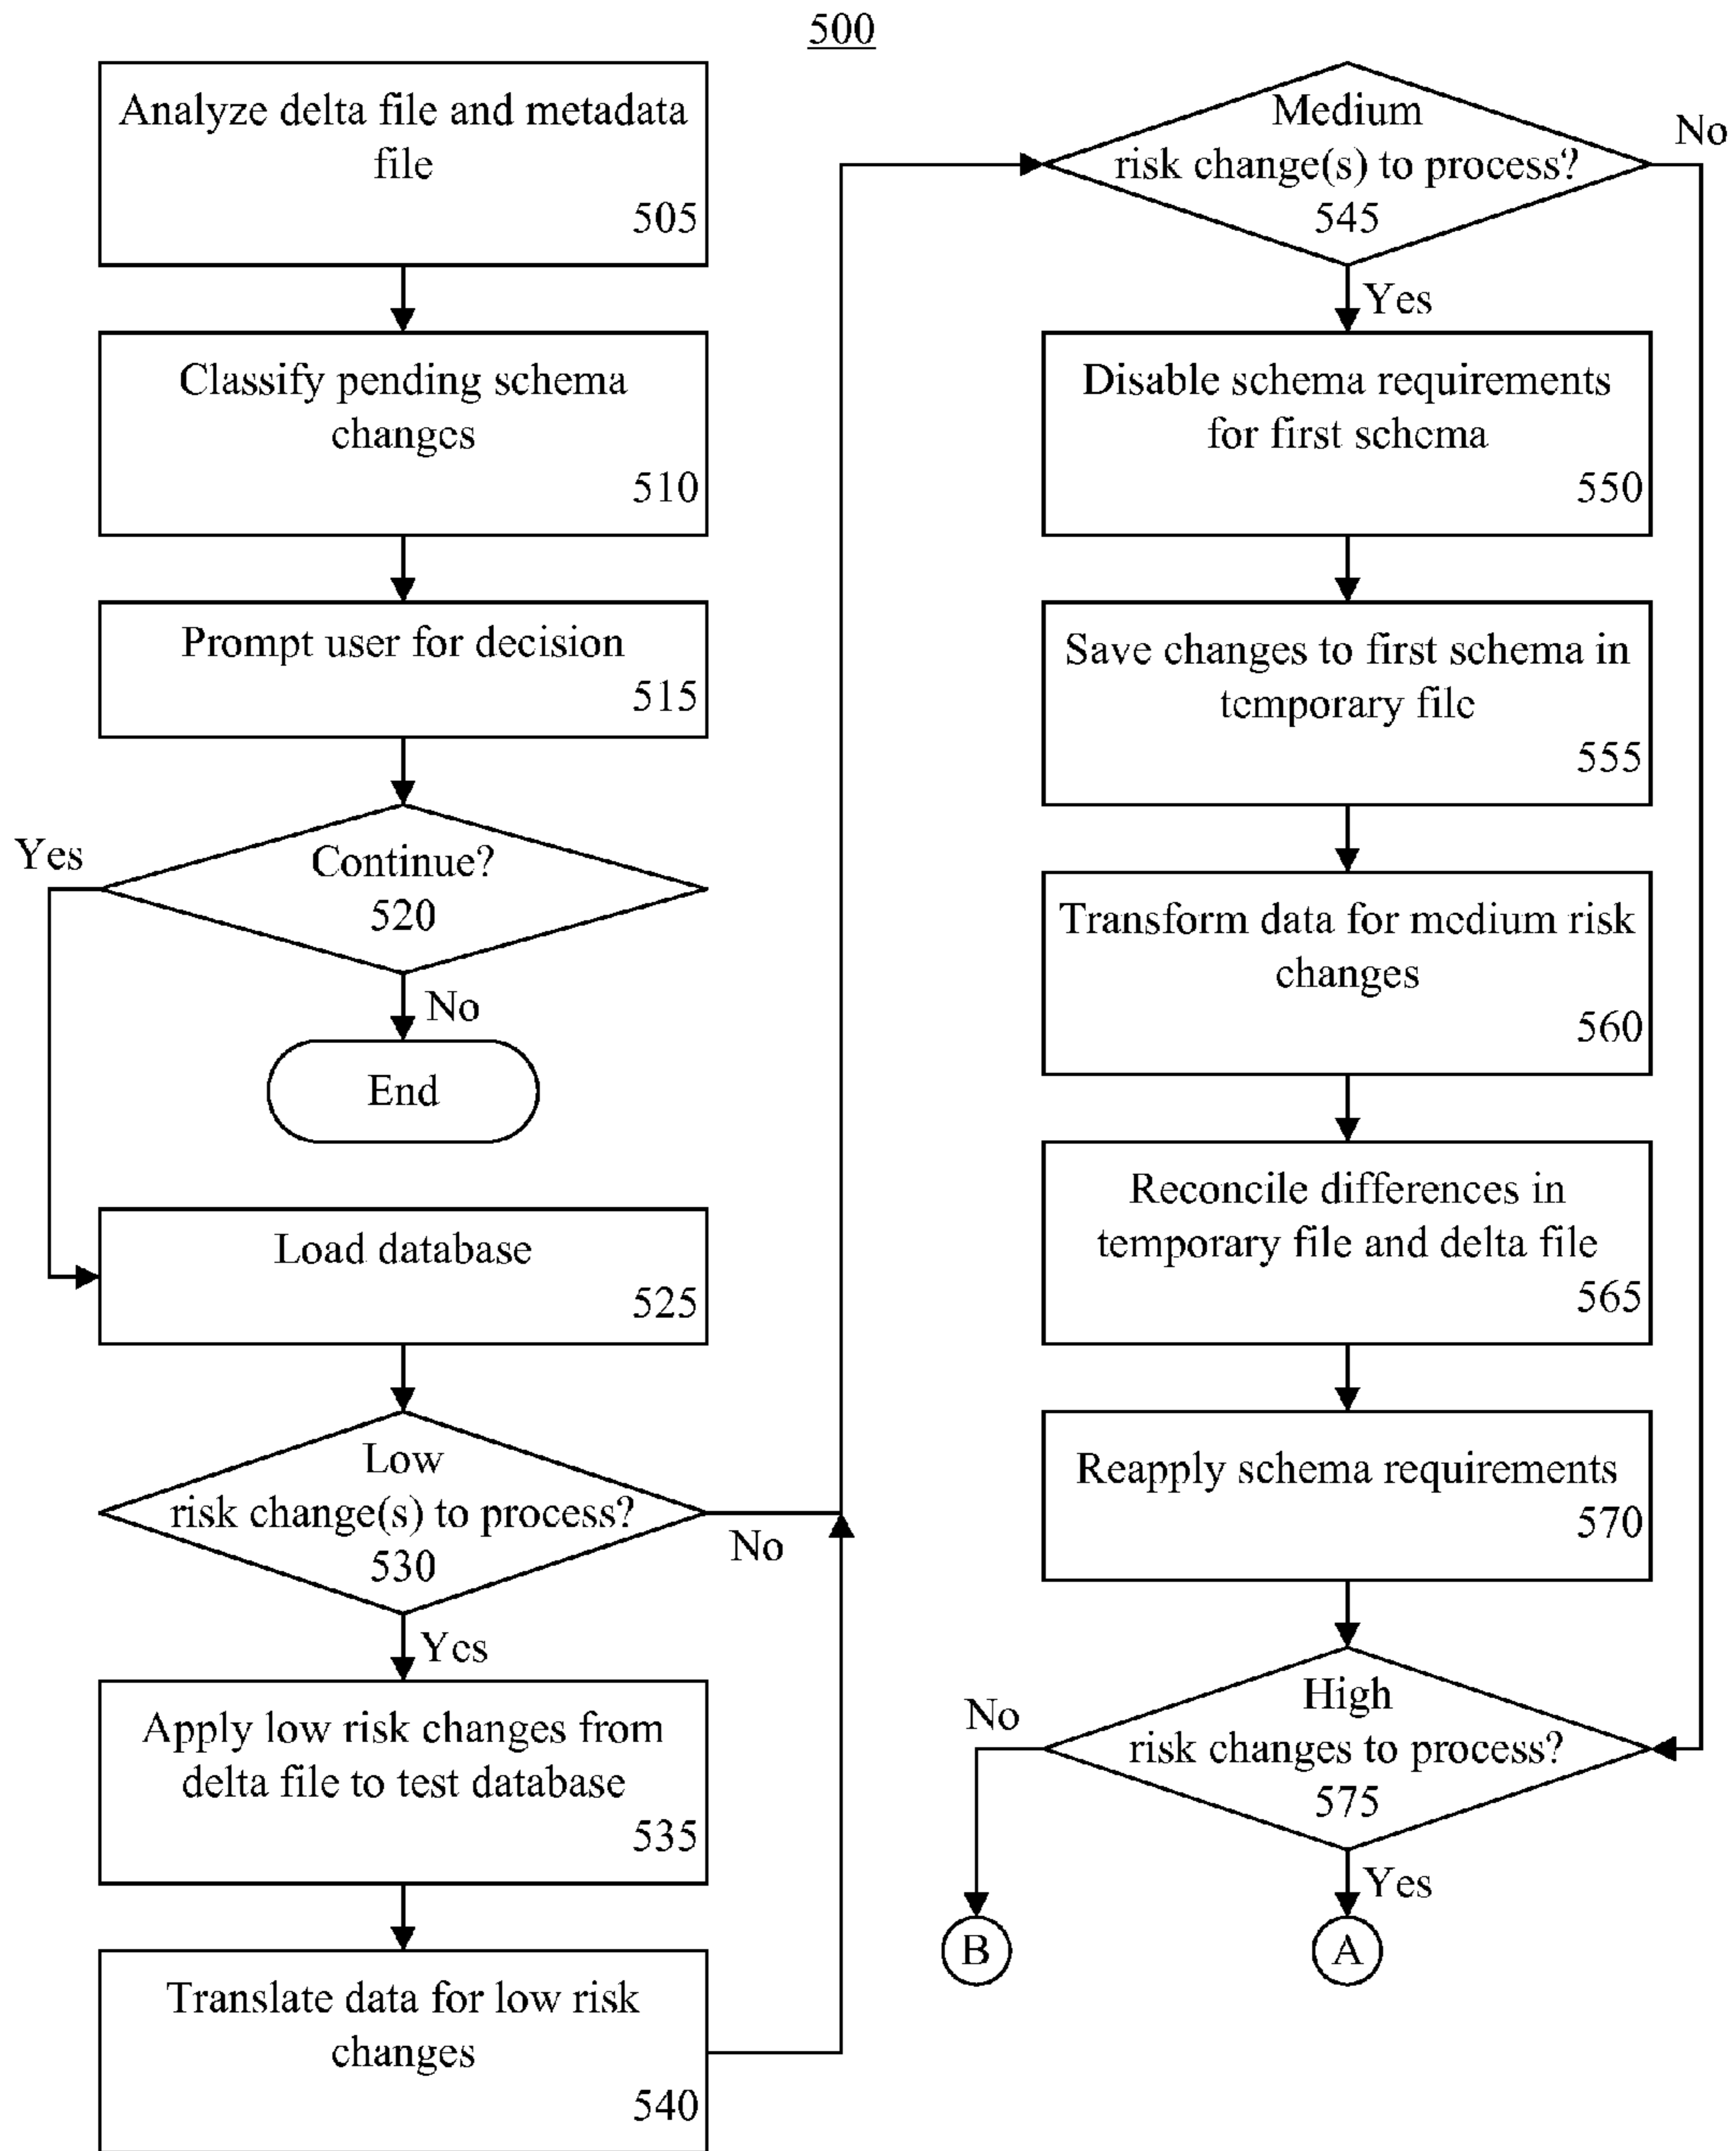 500
Analyze delta file and metadata
file
505
Classify pending schema
changes
510
Prompt user for decision
515
Yes
Continue?
520
No
End
Load database
525
Low
risk change(s) to process?
530
No
Yes
Apply low risk changes from
delta file to test database
535
Translate data for low risk
changes
540
Medium
risk change(s) to process?
545
No
Yes
Disable schema requirements
for first schema
550
Save changes to first schema in
temporary file
555
Transform data for medium risk
changes
560
Reconcile differences in
temporary file and delta file
565
Reapply schema requirements
570
High
risk changes to process?
575
No
Yes
B
A